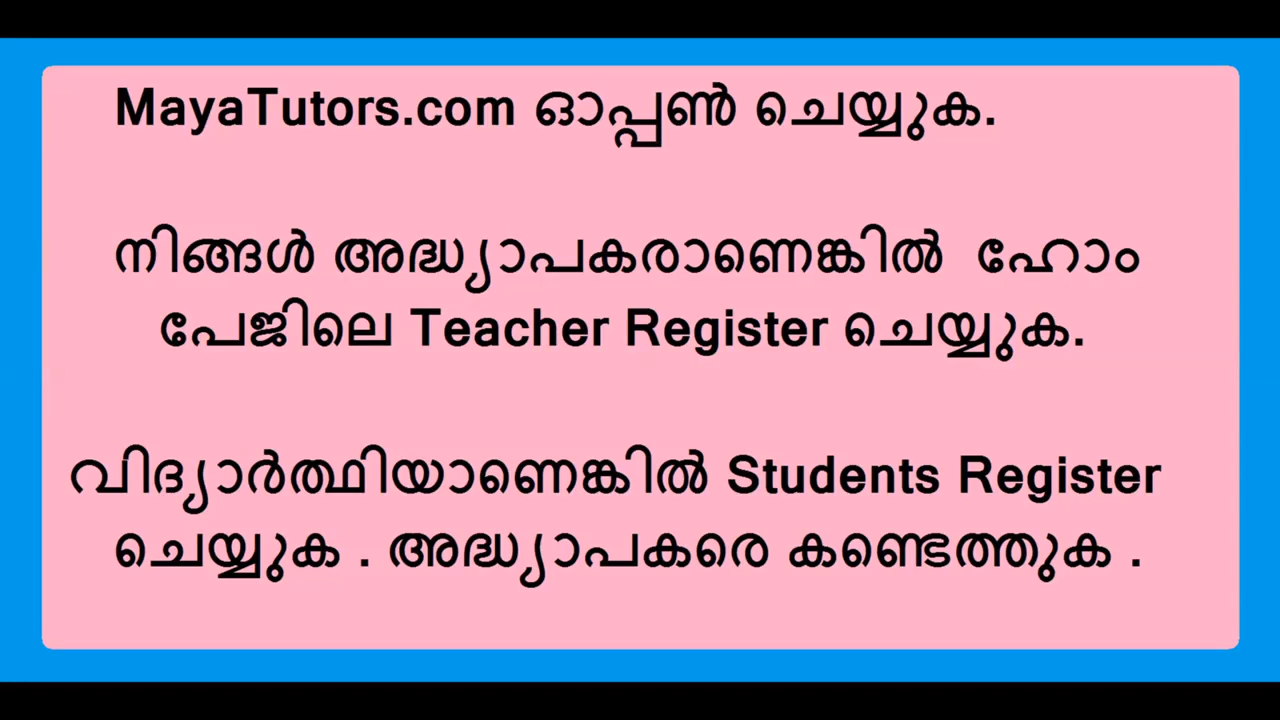 MayaTutors.com ഓപ്പൺ ചെയ്യുക.
നിങ്ങൾ അദ്ധ്യാപകരാണെങ്കിൽ ഹോം
പേജിലെ Teacher Register ചെയ്യുക.
വിദ്യാർത്ഥിയാണെങ്കിൽ Students Register
ചെയ്യുക . അദ്ധ്യാപകരെ കണ്ടെത്തുക .